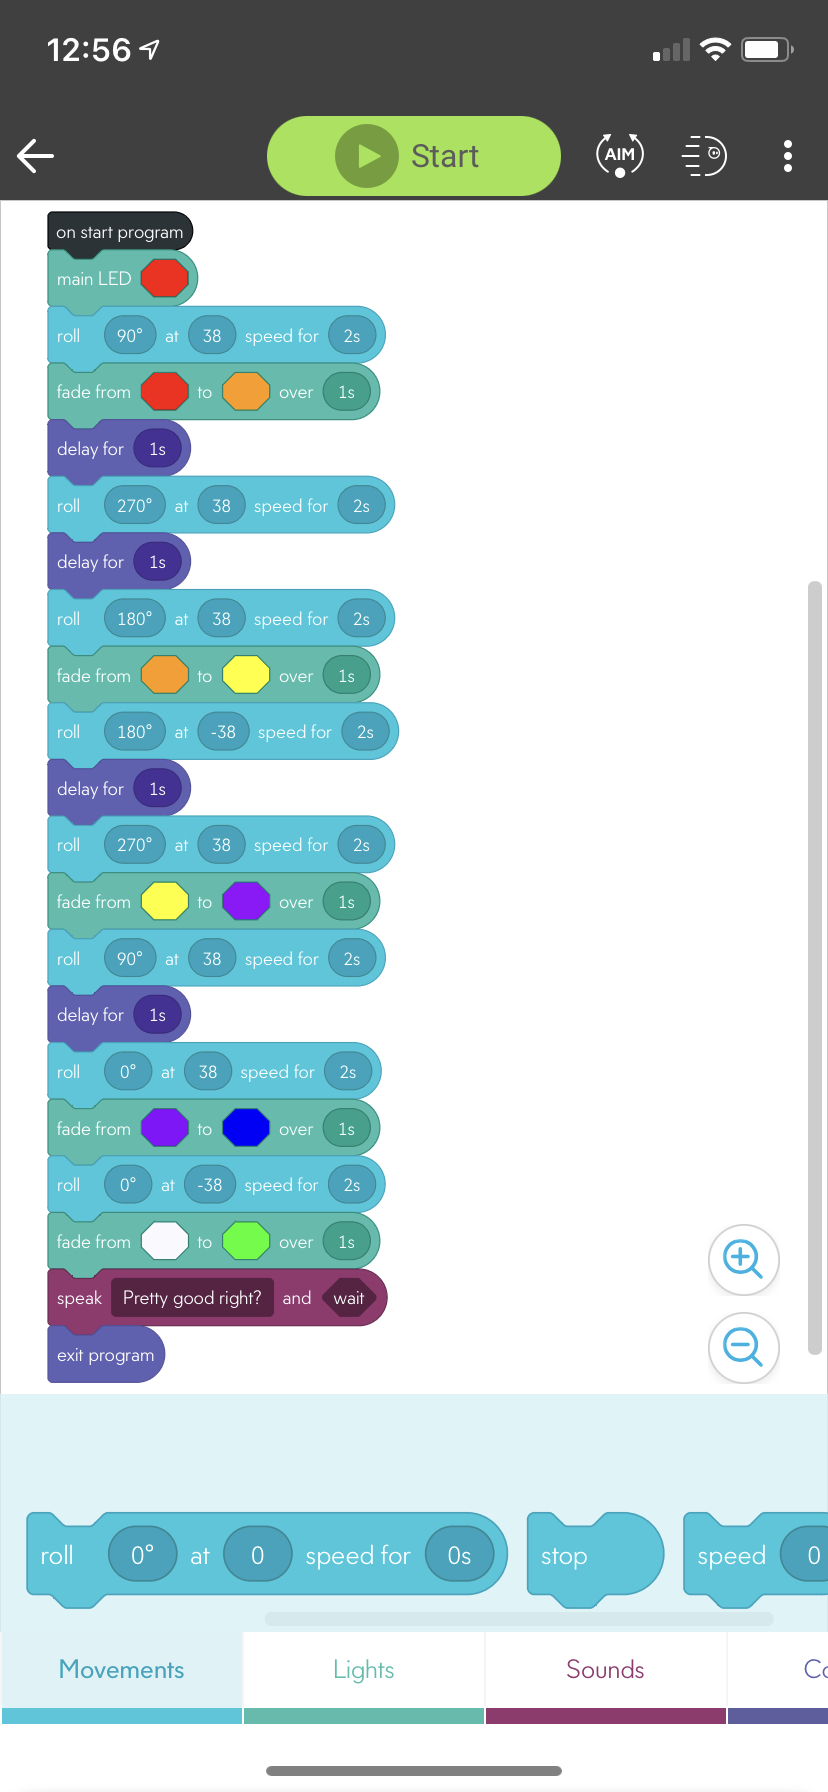 12:56
Start
AIM
on start program
main LED
roll 90° at 38 speed for 2s
fade from to over 1s
delay for 1s
roll 270° at 38 speed for 2s
delay for 1s
roll 180° at 38 speed for 2s
fade from to over 1s
roll 180° at -38 speed for 2s
delay for 1s
roll 270° at 38 speed for 2s
fade from to over 1s
roll 90° at 38 speed for 2s
delay for 1s
roll 0° at 38 speed for 2s
fade from to over 1s
roll 0° at -38 speed for 2s
fade from to over 1s
speak Pretty good right? and wait
exit program
roll 0° at 0 speed for 0s
stop
speed 0
Movements
Lights
Sounds